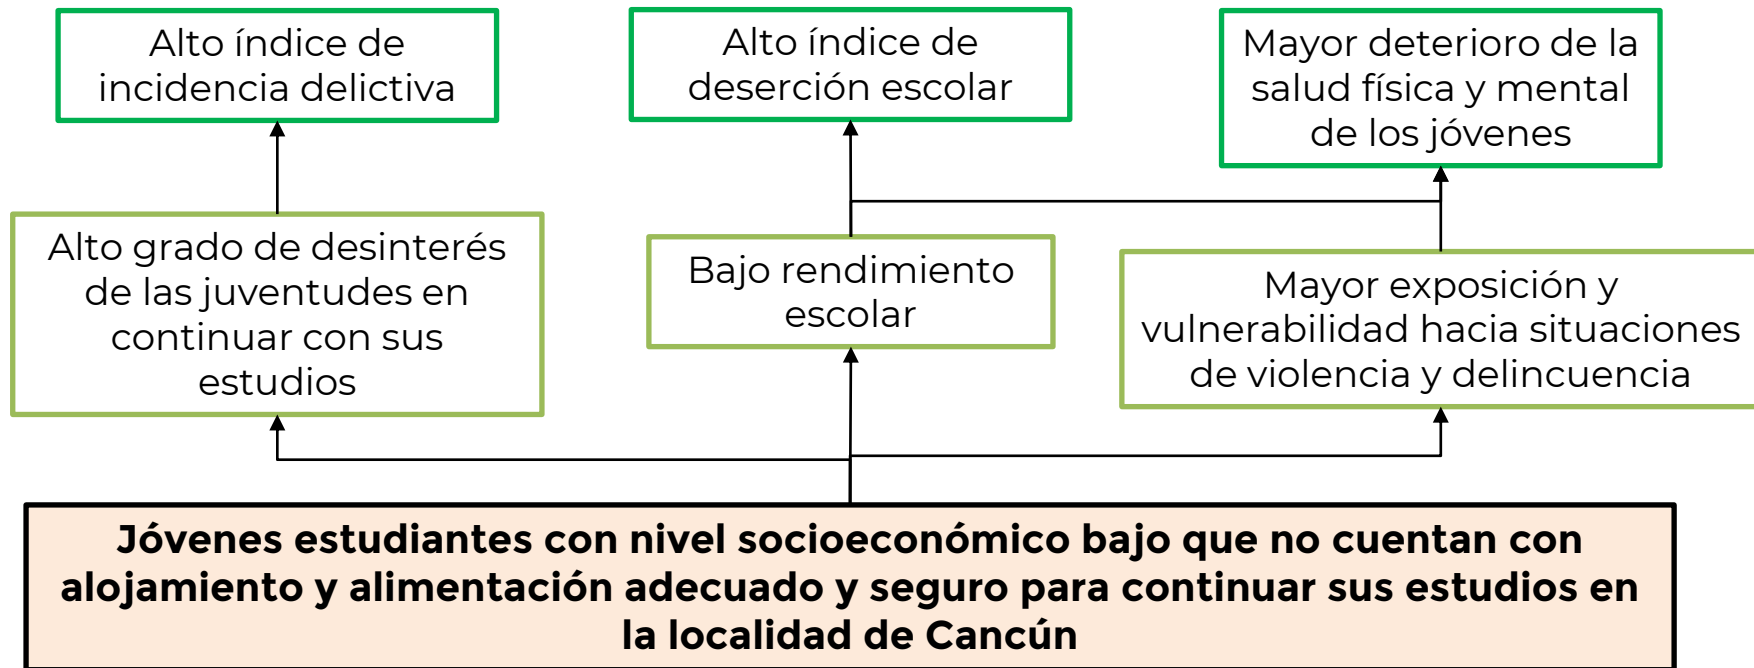 Alto índice de
incidencia delictiva
Alto índice de
deserción escolar
Mayor deterioro de la
salud física y mental
de los jóvenes
Alto grado de desinterés
de las juventudes en
continuar con sus
estudios
Bajo rendimiento
escolar
Mayor exposición y
vulnerabilidad hacia situaciones
de violencia y delincuencia
Jóvenes estudiantes con nivel socioeconómico bajo que no cuentan con
alojamiento y alimentación adecuado y seguro para continuar sus estudios en
la localidad de Cancún